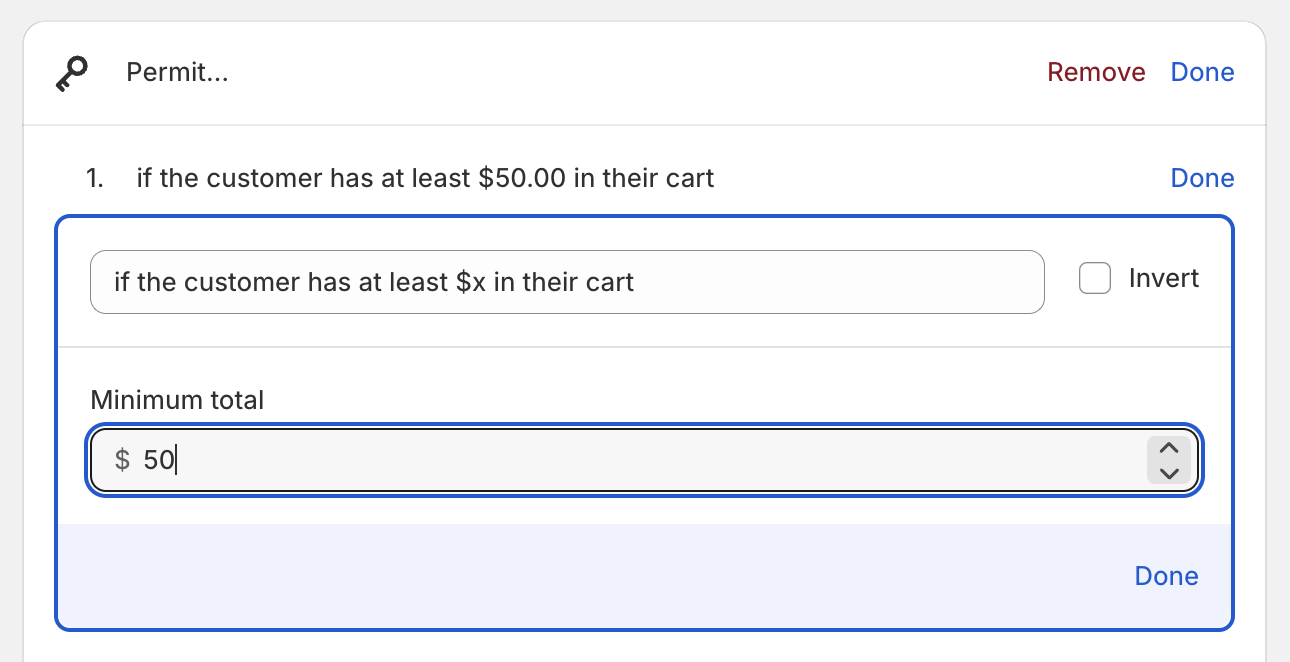 Permit... Remove Done
1. if the customer has at least $50.00 in their cart Done
if the customer has at least $x in their cart Invert
Minimum total
$ 50
Done